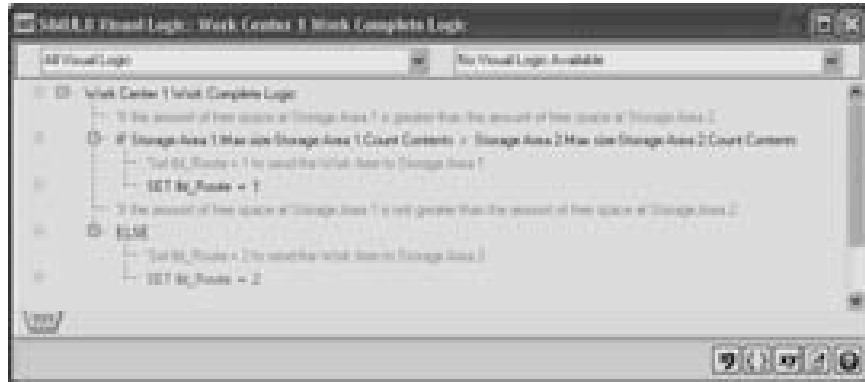 SIMUL8 Visual Logic: Work Center 1 Work Complete Logic
All Visual Logic
No Visual Logic Available
Work Center 1 Work Complete Logic
'If the amount of free space at Storage Area 1 is greater than the amount of free space at Storage Area 2
IF Storage Area 1.Max size-Storage Area 1.Count Contents > Storage Area 2.Max size-Storage Area 2.Count Contents
'Set lbl_Route = 1 to send the Work Item to Storage Area 1
SET lbl_Route = 1
'If the amount of free space at Storage Area 1 is not greater than the amount of free space at Storage Area 2
ELSE
'Set lbl_Route = 2 to send the Work Item to Storage Area 2
SET lbl_Route = 2